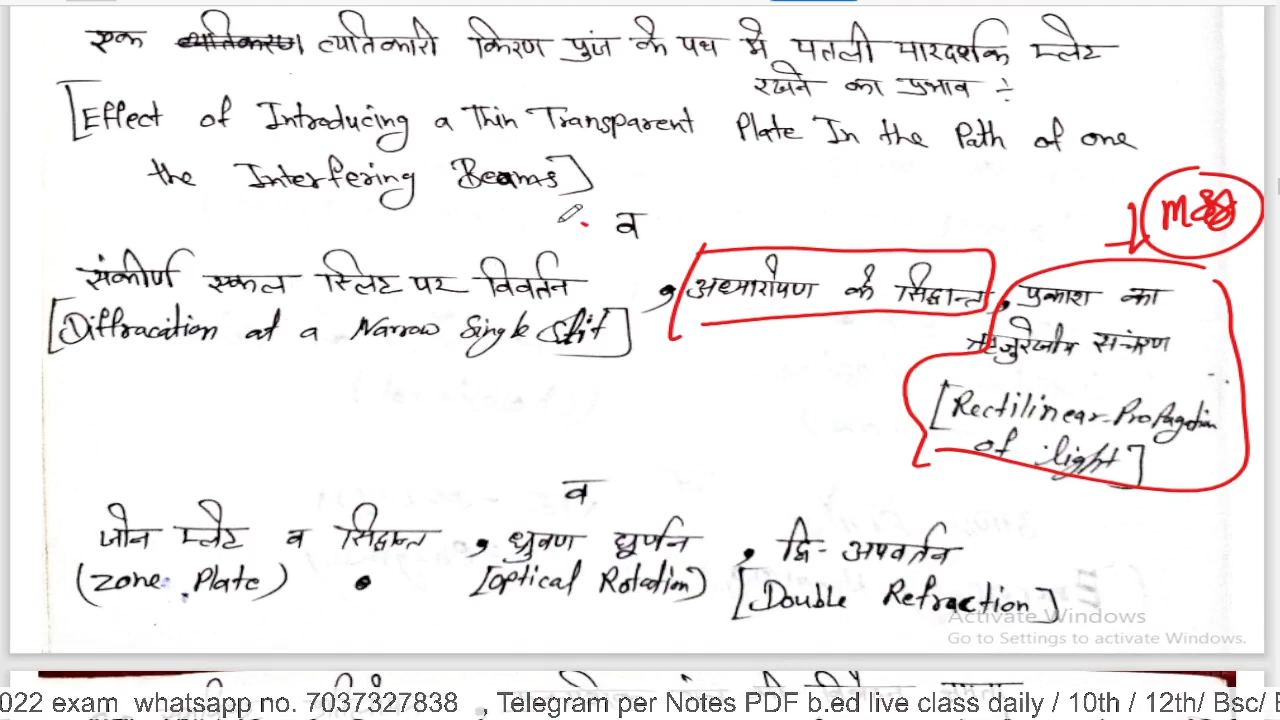 एक व्यतिकारी किरण पुंज के पथ मे पतली पारदर्शक प्लेट
रखने का प्रभाव ÷
[Effect of Introducing a Thin Transparent Plate In the Path of one
the Interfering Beams]
व
संकीर्ण एकल स्लिट पर विवर्तन , अध्यारोपण के सिद्धान्त , प्रकाश का
ऋजुरेखीय संचरण
[Diffracation at a Narrow Single Slit]
[Rectilinear Propagation
of light]
व
जोन प्लेट व सिद्धान्त , ध्रुवण घूर्णन , द्वि- अपवर्तन
(Zone Plate) [Optical Rotation) [Double Refraction]
Activate Windows
Go to Settings to activate Windows.
022 exam whatsapp no. 7037327838 , Telegram per Notes PDF b.ed live class daily / 10th / 12th/ Bsc/